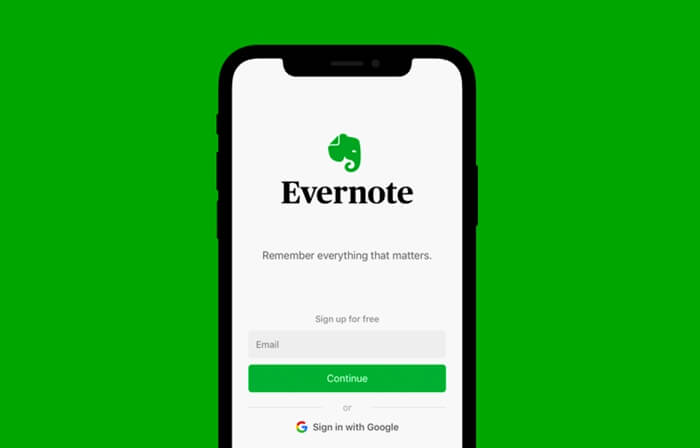 Evernote
Remember everything that matters.
Sign up for free
Email
Continue
or
Sign in with Google